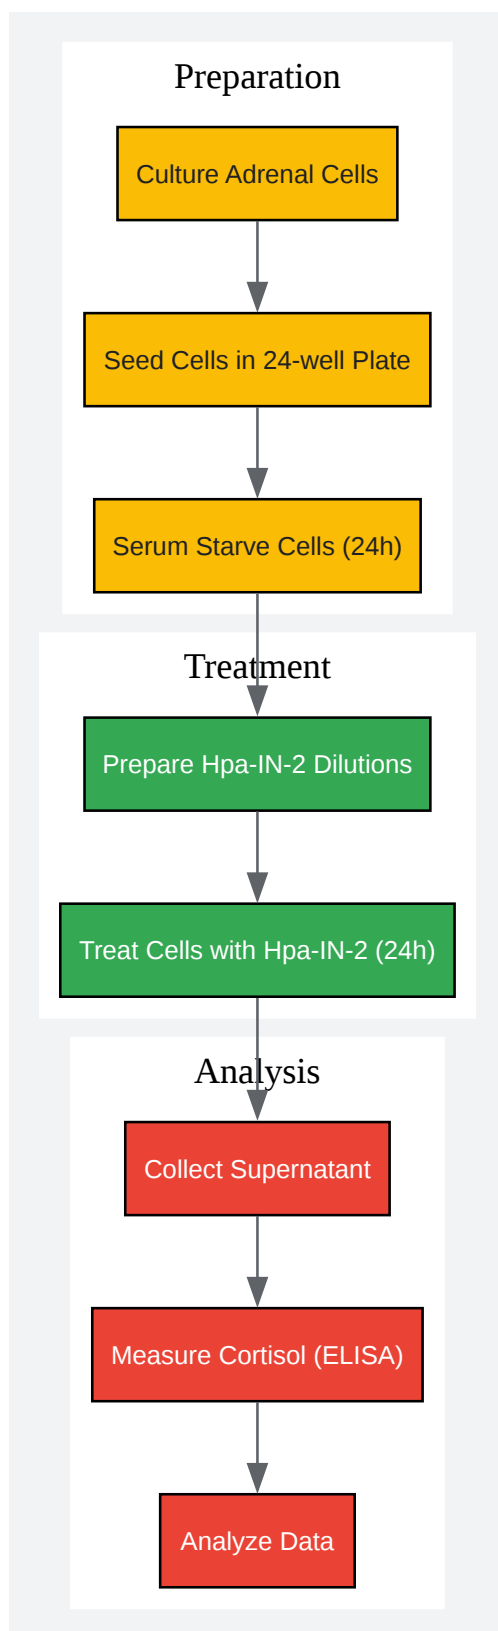 Preparation
Culture Adrenal Cells
Seed Cells in 24-well Plate
Serum Starve Cells (24h)
Treatment
Prepare Hpa-IN-2 Dilutions
Treat Cells with Hpa-IN-2 (24h)
Analysis
Collect Supernatant
Measure Cortisol (ELISA)
Analyze Data